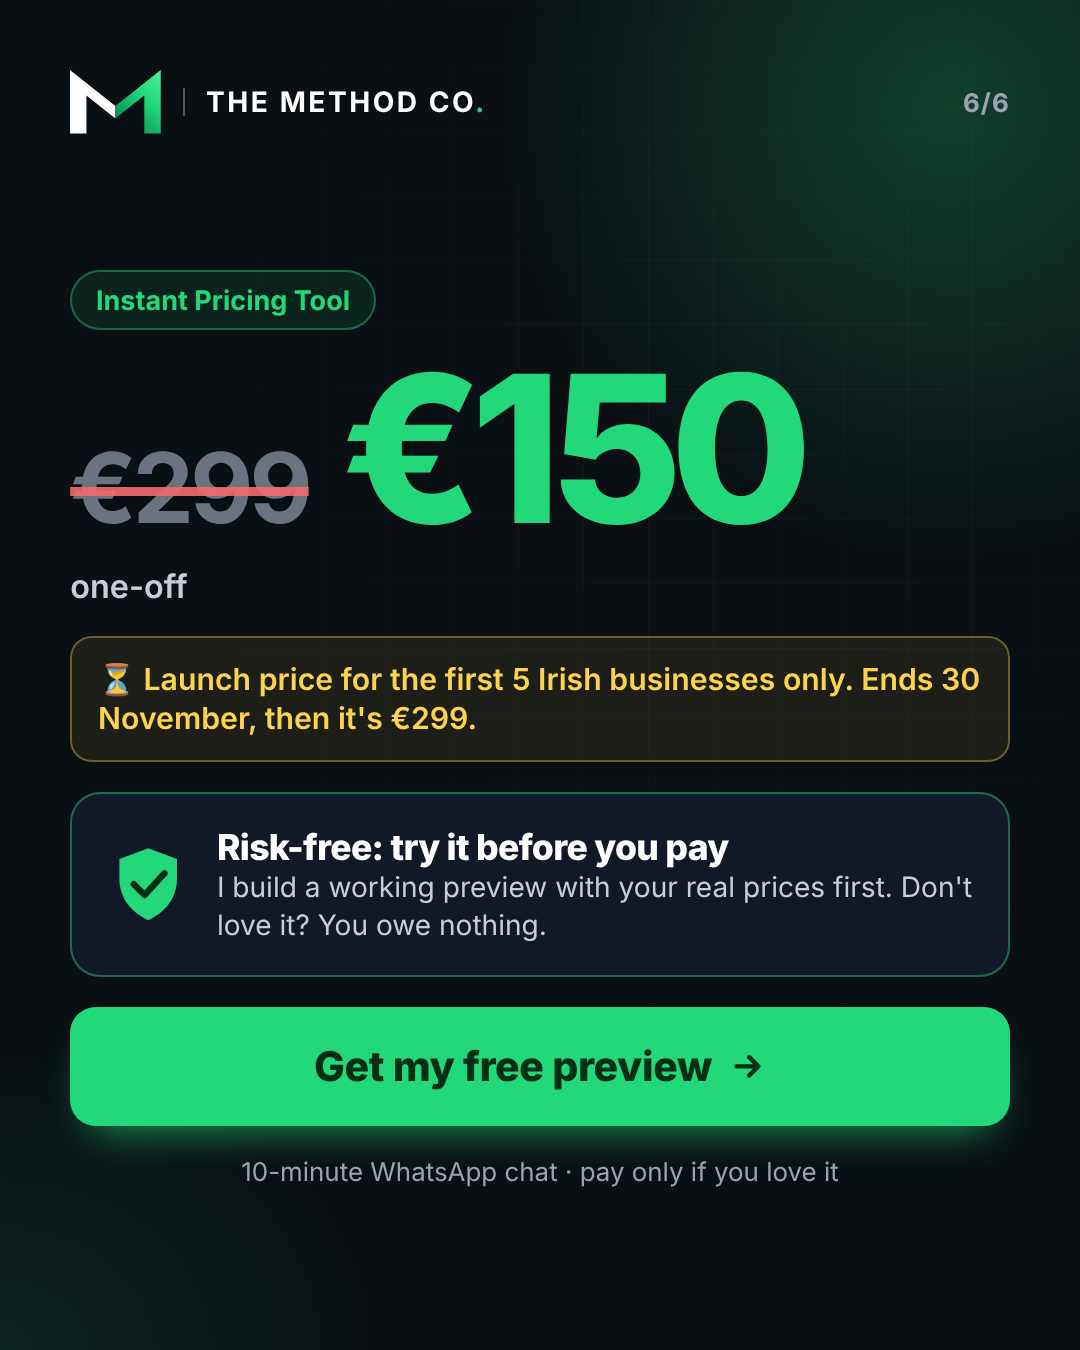 THE METHOD CO.
6/6
Instant Pricing Tool
€299 €150
one-off
⏳ Launch price for the first 5 Irish businesses only. Ends 30
November, then it's €299.
Risk-free: try it before you pay
I build a working preview with your real prices first. Don't
love it? You owe nothing.
Get my free preview →
10-minute WhatsApp chat · pay only if you love it